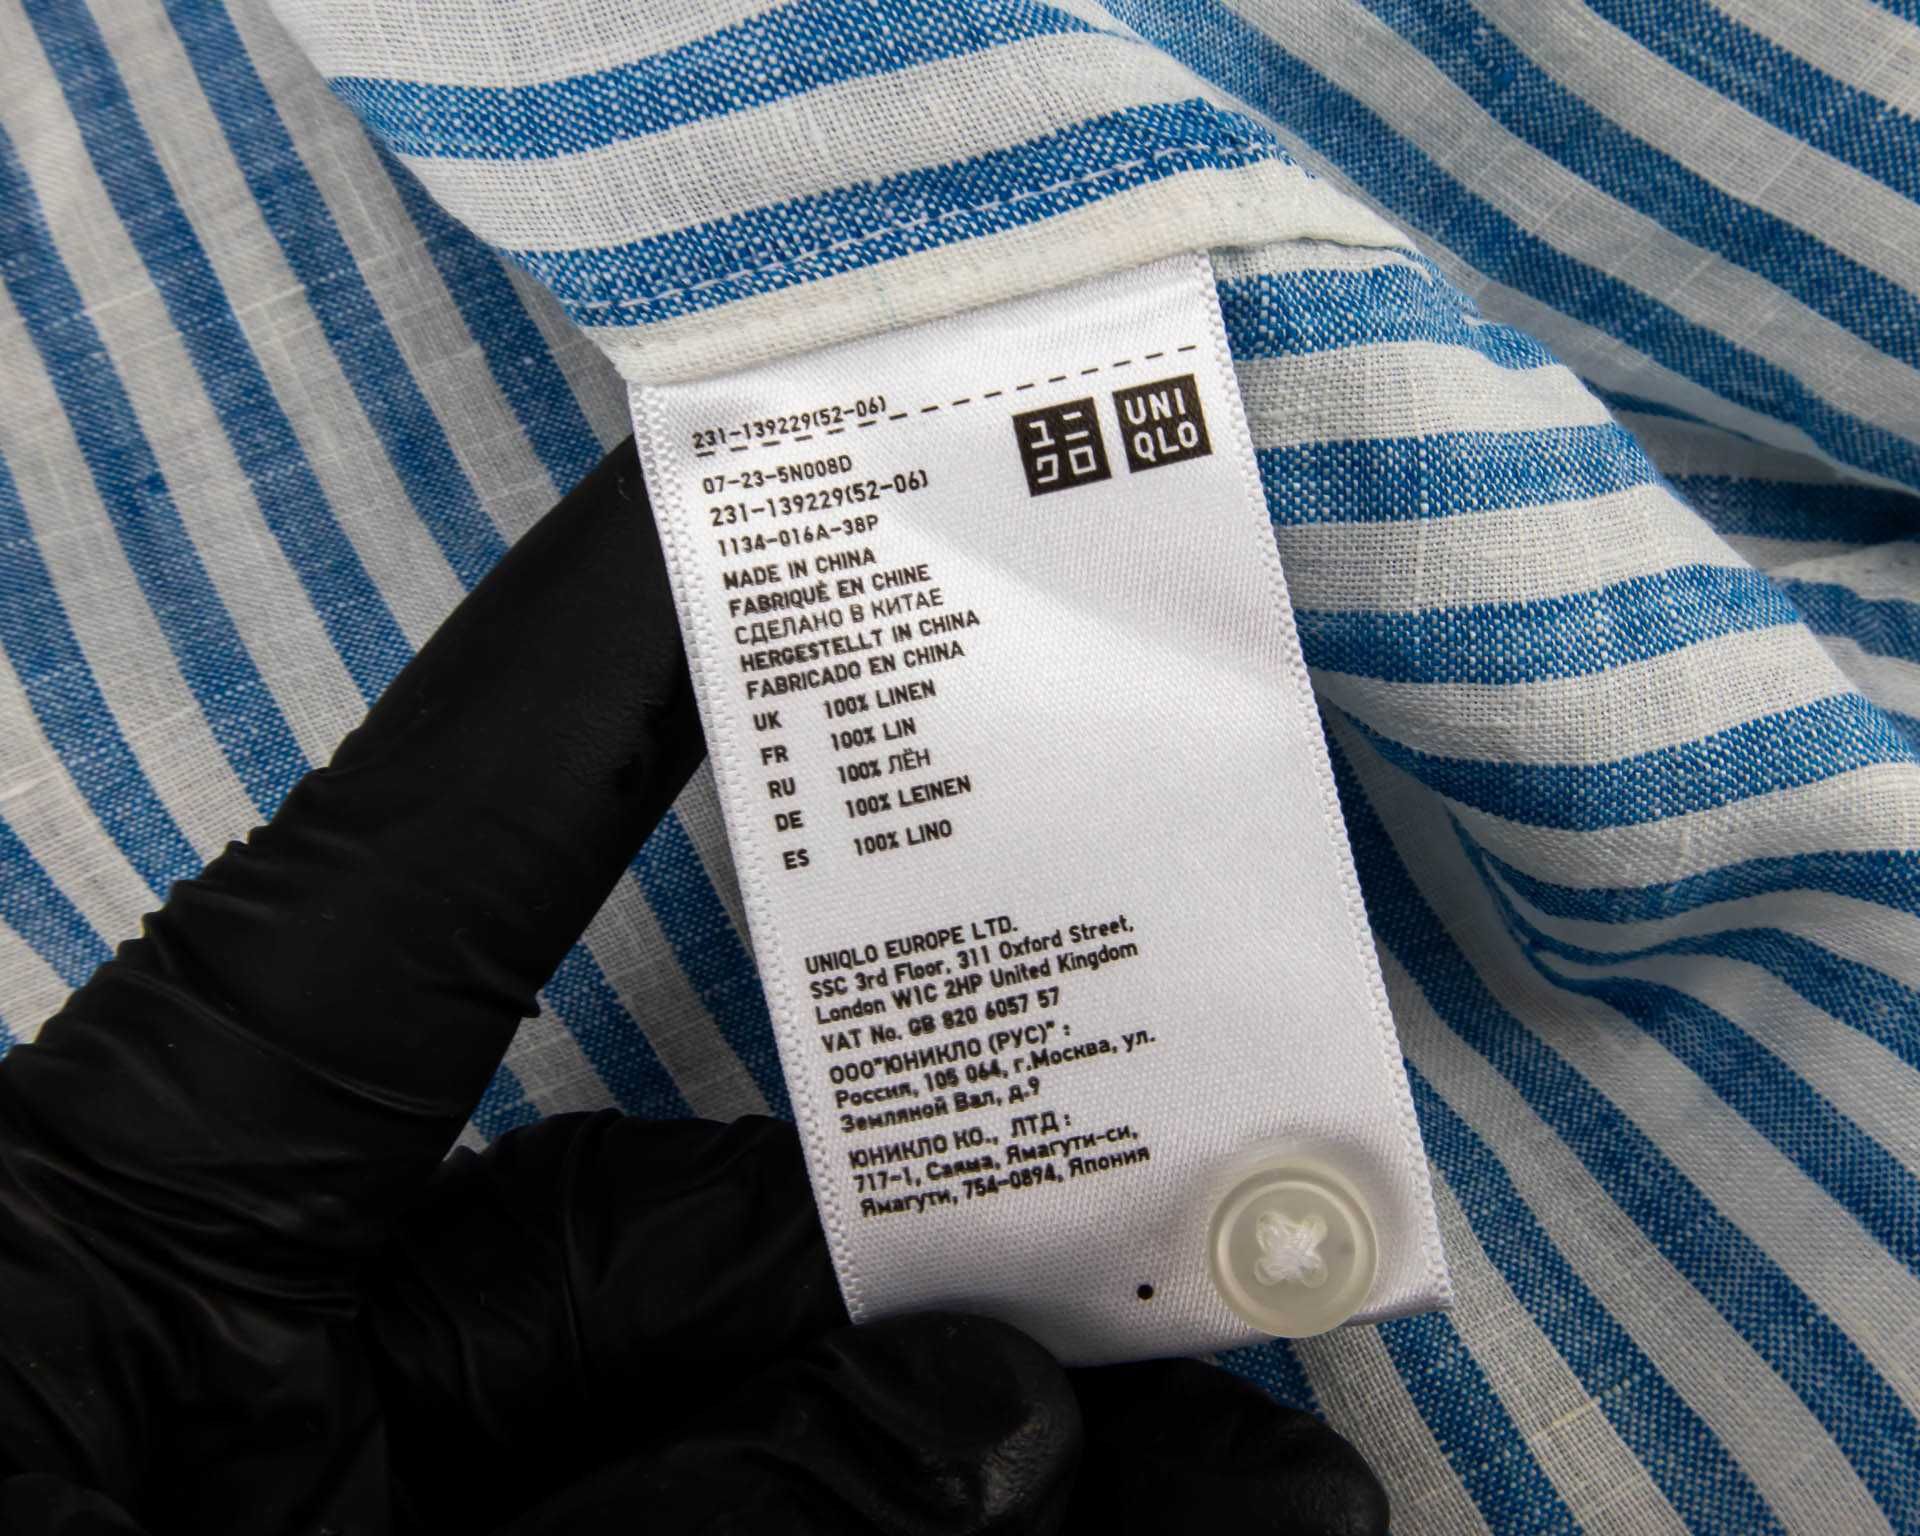 231-139229(52-06)
ユニ
クロ
UNI
QLO
07-23-5N008D
231-139229(52-06)
1134-016A-38P
MADE IN CHINA
FABRIQUÉ EN CHINE
СДЕЛАНО В КИТАЕ
HERGESTELLT IN CHINA
FABRICADO EN CHINA
UK 100% LINEN
FR 100% LIN
RU 100% ЛЁН
DE 100% LEINEN
ES 100% LINO
UNIQLO EUROPE LTD.
SSC 3rd Floor, 311 Oxford Street,
London W1C 2HP United Kingdom
VAT No. GB 820 6057 57
ООО"ЮНИКЛО (РУС)" :
Россия, 105 064, г.Москва, ул.
Земляной Вал, д.9
ЮНИКЛО КО., ЛТД :
717-1, Саяма, Ямагути-си,
Ямагути, 754-0894, Япония